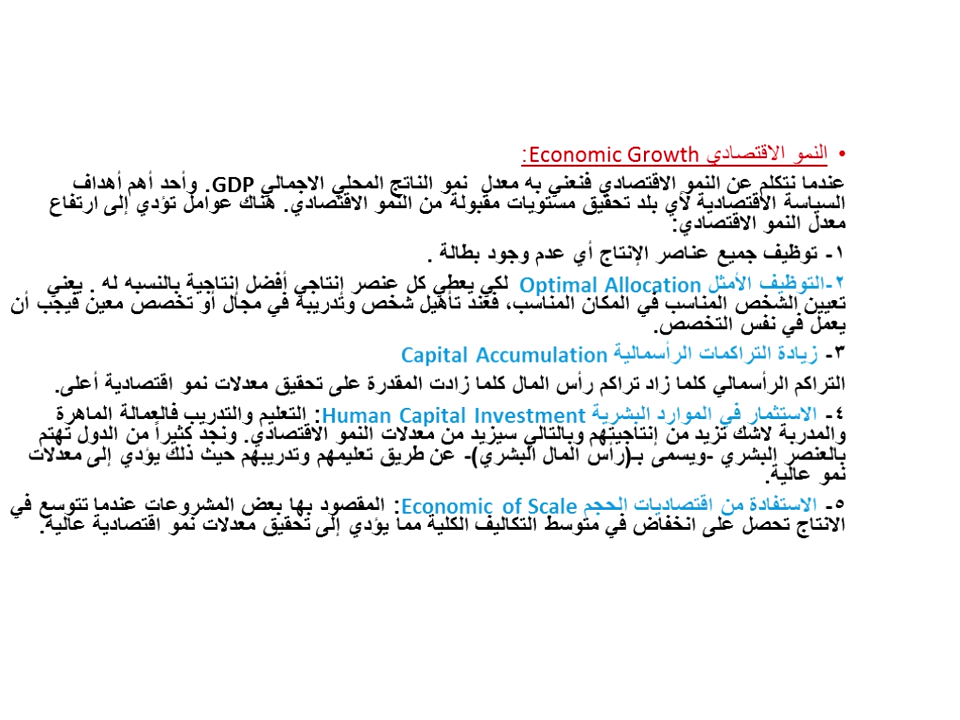 • النمو الاقتصادي Economic Growth:
عندما نتكلم عن النمو الاقتصادي فنعني به معدل نمو الناتج المحلي الاجمالي GDP. وأحد أهم أهداف
السياسة الاقتصادية لأي بلد تحقيق مستويات مقبولة من النمو الاقتصادي. هناك عوامل تؤدي إلى ارتفاع
معدل النمو الاقتصادي:
١- توظيف جميع عناصر الإنتاج أي عدم وجود بطالة .
٢-التوظيف الأمثل Optimal Allocation لكي يعطي كل عنصر إنتاجي أفضل إنتاجية بالنسبه له . يعني
تعيين الشخص المناسب في المكان المناسب، فعند تأهيل شخص وتدريبه في مجال أو تخصص معين فيجب أن
يعمل في نفس التخصص.
٣- زيادة التراكمات الرأسمالية Capital Accumulation
التراكم الرأسمالي كلما زاد تراكم رأس المال كلما زادت المقدرة على تحقيق معدلات نمو اقتصادية أعلى.
٤- الاستثمار في الموارد البشرية Human Capital Investment: التعليم والتدريب فالعمالة الماهرة
والمدربة لاشك تزيد من إنتاجيتهم وبالتالي سيزيد من معدلات النمو الاقتصادي. ونجد كثيراً من الدول تهتم
بالعنصر البشري -ويسمى بـ(رأس المال البشري)- عن طريق تعليمهم وتدريبهم حيث ذلك يؤدي إلى معدلات
نمو عالية.
٥- الاستفادة من اقتصاديات الحجم Economic of Scale: المقصود بها بعض المشروعات عندما تتوسع في
الانتاج تحصل على انخفاض في متوسط التكاليف الكلية مما يؤدي إلى تحقيق معدلات نمو اقتصادية عالية.